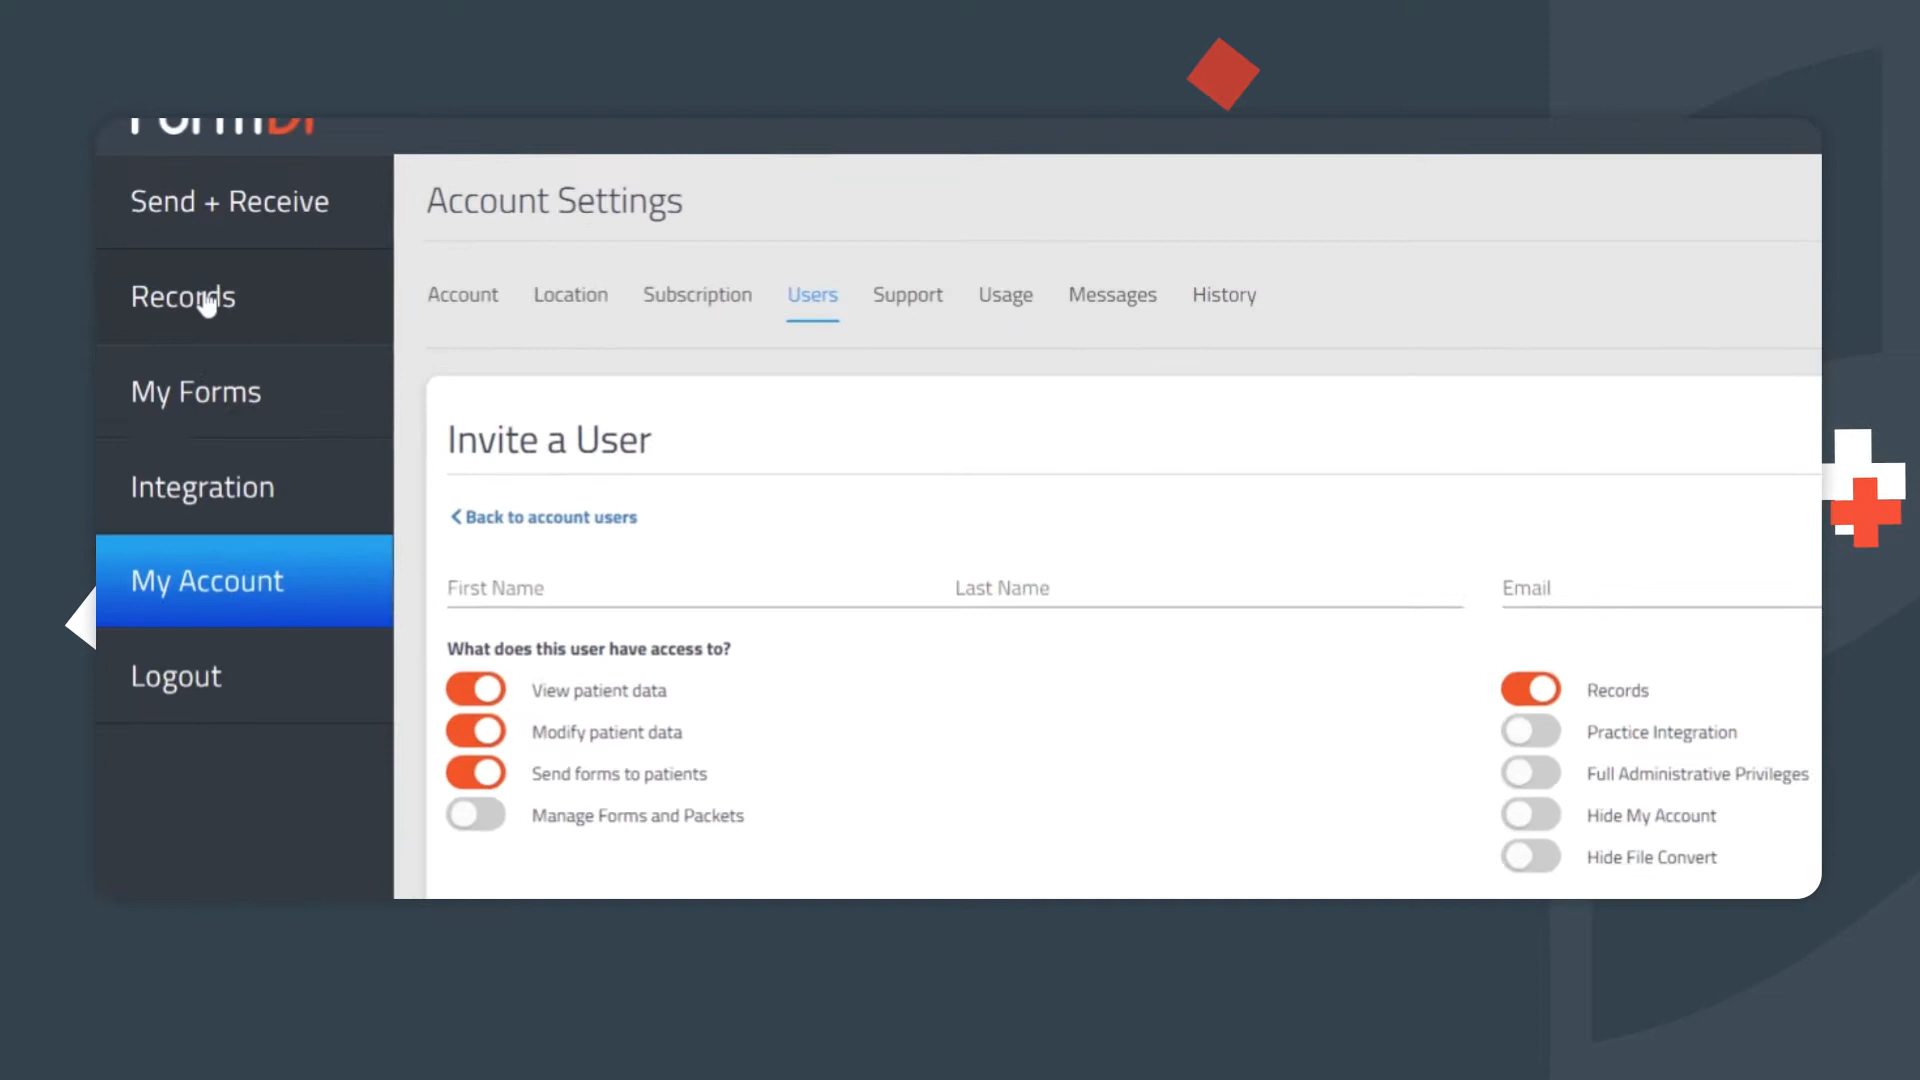 FormDr
Send + Receive
Records
My Forms
Integration
My Account
Logout
Account Settings
Account Location Subscription Users Support Usage Messages History
Invite a User
Back to account users
First Name Last Name Email
What does this user have access to?
View patient data Records
Modify patient data Practice Integration
Send forms to patients Full Administrative Privileges
Manage Forms and Packets Hide My Account
Hide File Convert